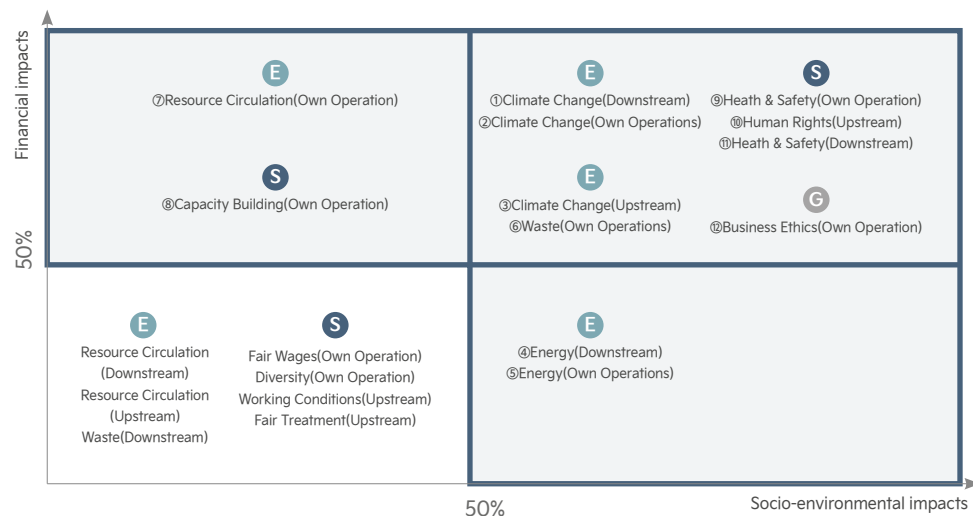 Financial impacts
50%
E
⑦Resource Circulation(Own Operation)
S
⑧Capacity Building(Own Operation)
E
①Climate Change(Downstream)
②Climate Change(Own Operations)
E
③Climate Change(Upstream)
⑥Waste(Own Operations)
S
⑨Heath & Safety(Own Operation)
⑩Human Rights(Upstream)
⑪Heath & Safety(Downstream)
G
⑫Business Ethics(Own Operation)
E
Resource Circulation
(Downstream)
Resource Circulation
(Upstream)
Waste(Downstream)
S
Fair Wages(Own Operation)
Diversity(Own Operation)
Working Conditions(Upstream)
Fair Treatment(Upstream)
E
④Energy(Downstream)
⑤Energy(Own Operations)
50%
Socio-environmental impacts